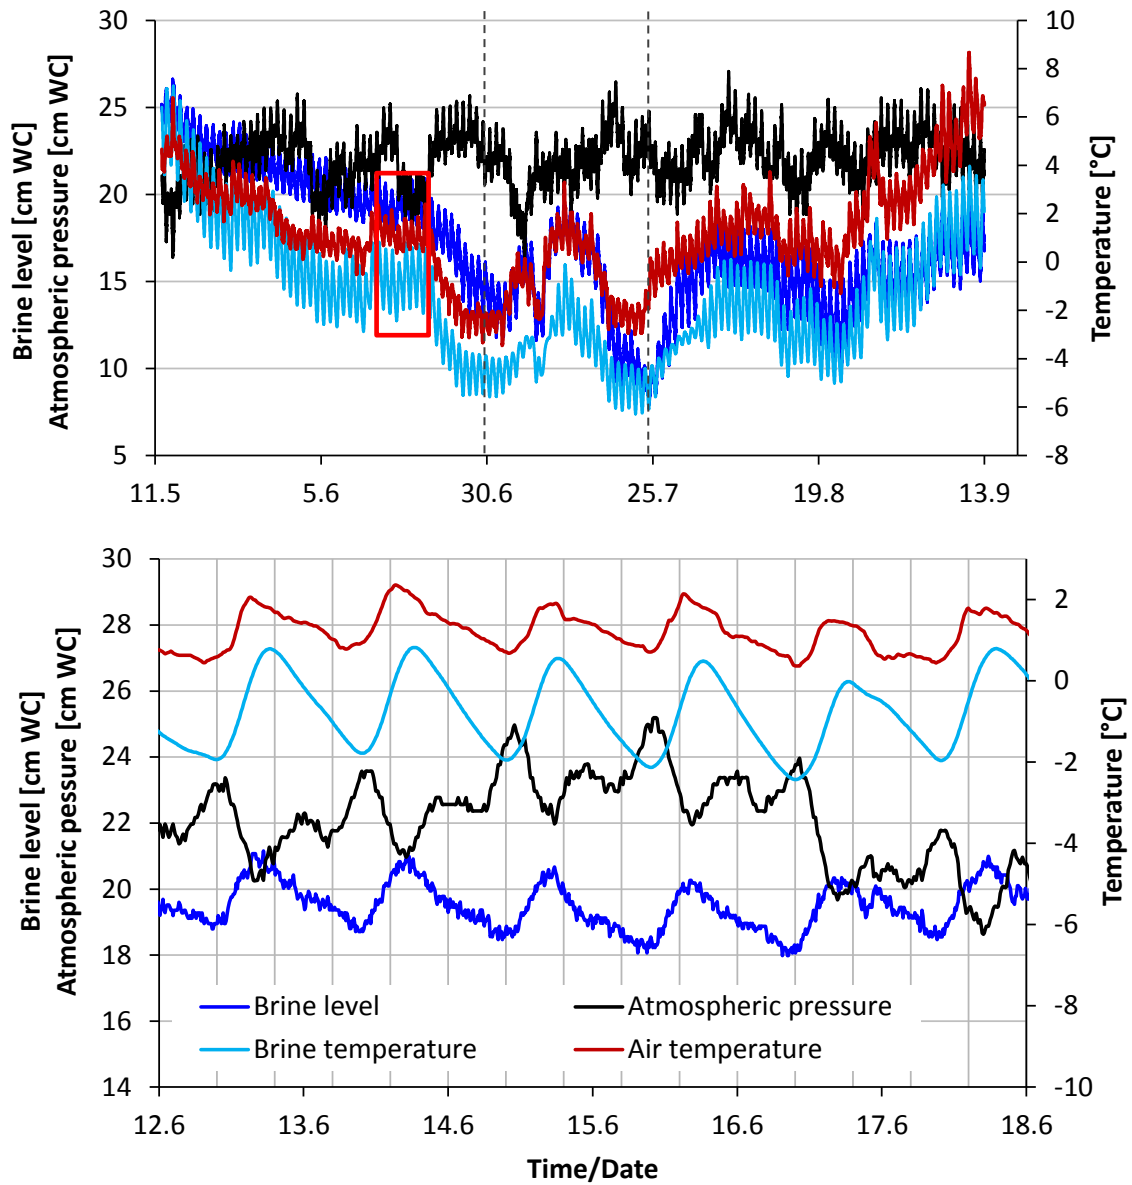 30
25
20
15
10
5
Brine level [cm WC]
Atmospheric pressure [cm WC]
10
8
6
4
2
0
-2
-4
-6
-8
Temperature [°C]
11.5 5.6 30.6 25.7 19.8 13.9
30
28
26
24
22
20
18
16
14
Brine level [cm WC]
Atmospheric pessure [cm WC]
2
0
-2
-4
-6
-8
-10
Temperature [°C]
Brine level Atmospheric pressure
Brine temperature Air temperature
12.6 13.6 14.6 15.6 16.6 17.6 18.6
Time/Date